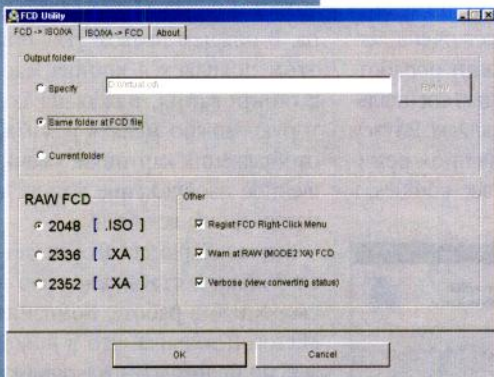 FCD Utility
FCD -> ISO/XA ISO/XA -> FCD About
Output folder
Specify
Same folder at FCD file
Current folder
RAW FCD
2048 [ .ISO ]
2336 [ .XA ]
2352 [ .XA ]
Other
Regist FCD Right-Click Menu
Warn at RAW (MODE2 XA) FCD
Verbose (view converting status)
OK Cancel